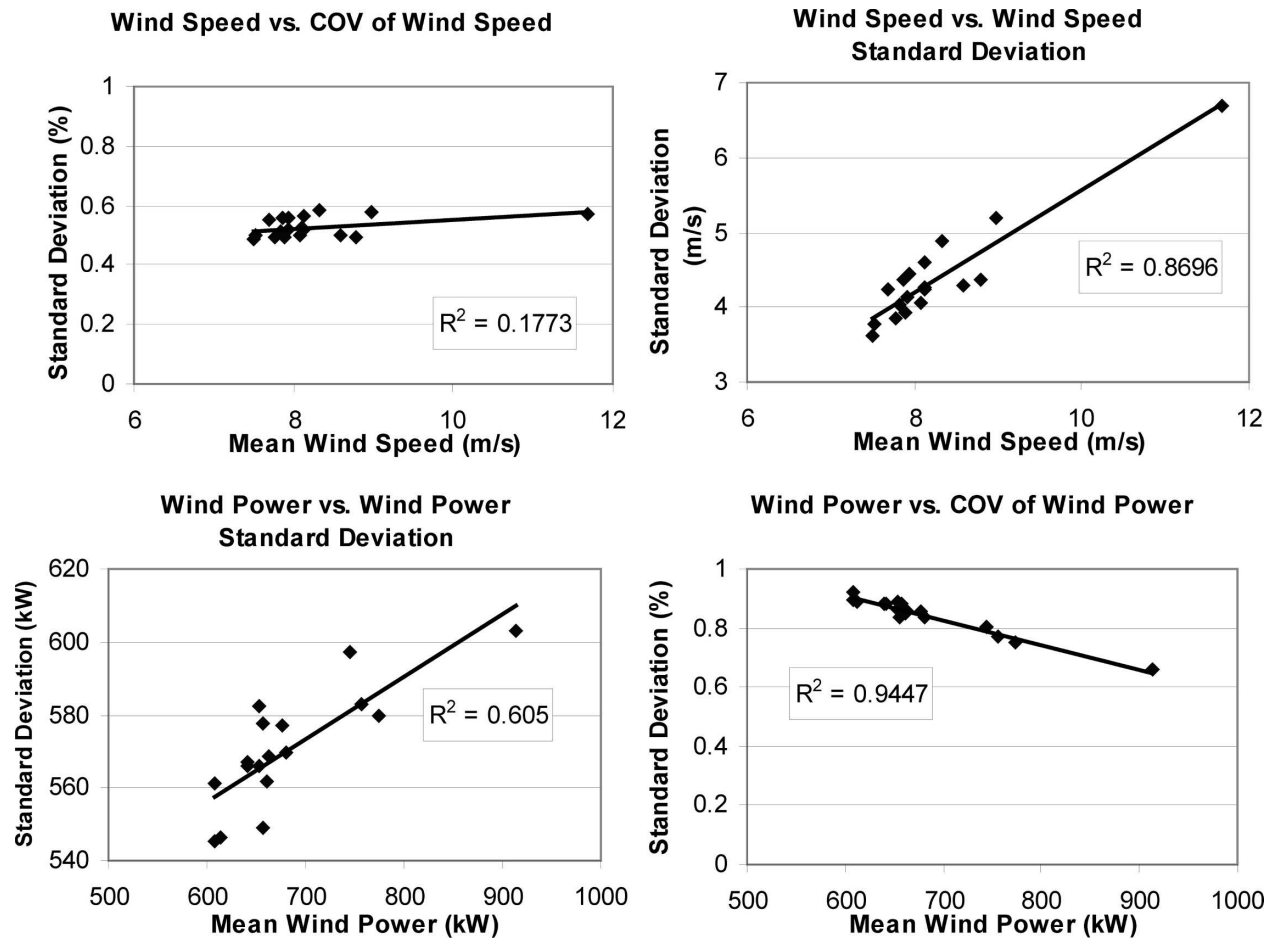 Wind Speed vs. COV of Wind Speed
Standard Deviation (%)
1
0.8
0.6
0.4
0.2
0
R² = 0.1773
6
8
10
12
Mean Wind Speed (m/s)
Wind Speed vs. Wind Speed
Standard Deviation
Standard Deviation
(m/s)
7
6
5
4
3
R² = 0.8696
6
8
10
12
Mean Wind Speed (m/s)
Wind Power vs. Wind Power
Standard Deviation
Standard Deviation (kW)
620
600
580
560
540
R² = 0.605
500
600
700
800
900
1000
Mean Wind Power (kW)
Wind Power vs. COV of Wind Power
Standard Deviation (%)
1
0.8
0.6
0.4
0.2
0
R² = 0.9447
500
600
700
800
900
1000
Mean Wind Power (kW)